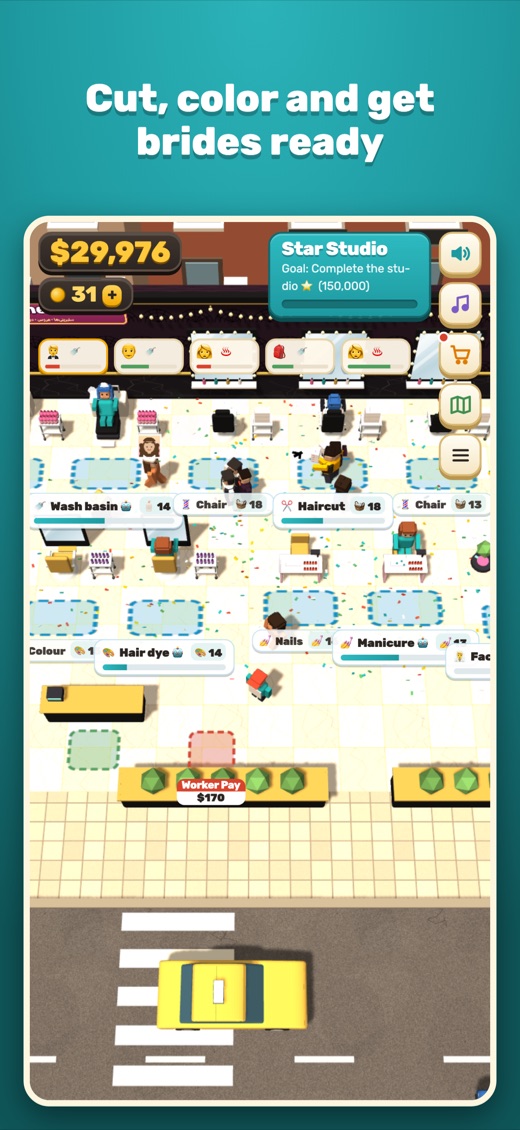 Cut, color and get
brides ready
$29,976
31 +
Star Studio
Goal: Complete the stu-
dio ⭐ (150,000)
Wash basin 14
Chair 18
Haircut 18
Chair 13
Colour
Hair dye 14
Nails
Manicure
Fac
Worker Pay
$170